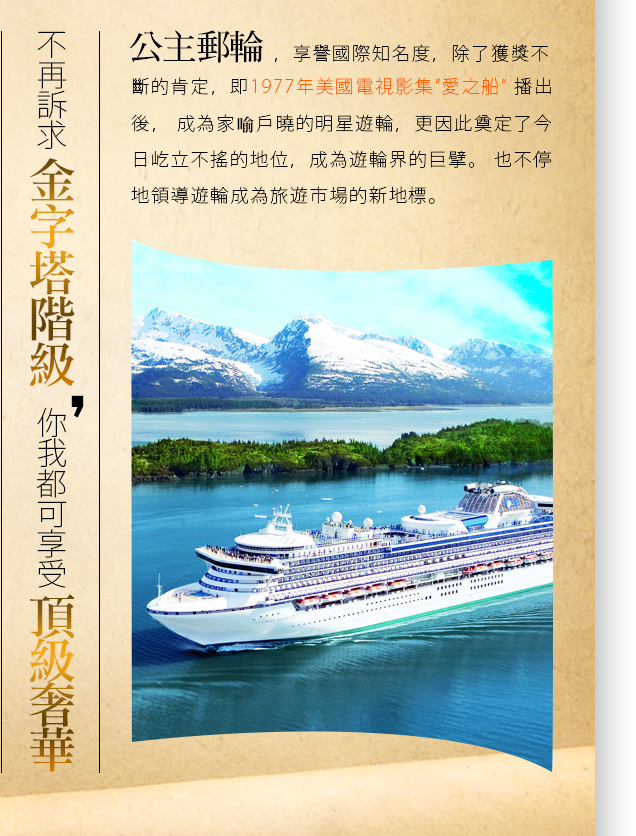 不再訴求 金字塔階級，你我都可享受 頂級奢華
公主郵輪 ，享譽國際知名度，除了獲獎不
斷的肯定，即1977年美國電視影集“愛之船” 播出
後， 成為家喻戶曉的明星遊輪，更因此奠定了今
日屹立不搖的地位，成為遊輪界的巨擘。 也不停
地領導遊輪成為旅遊市場的新地標。